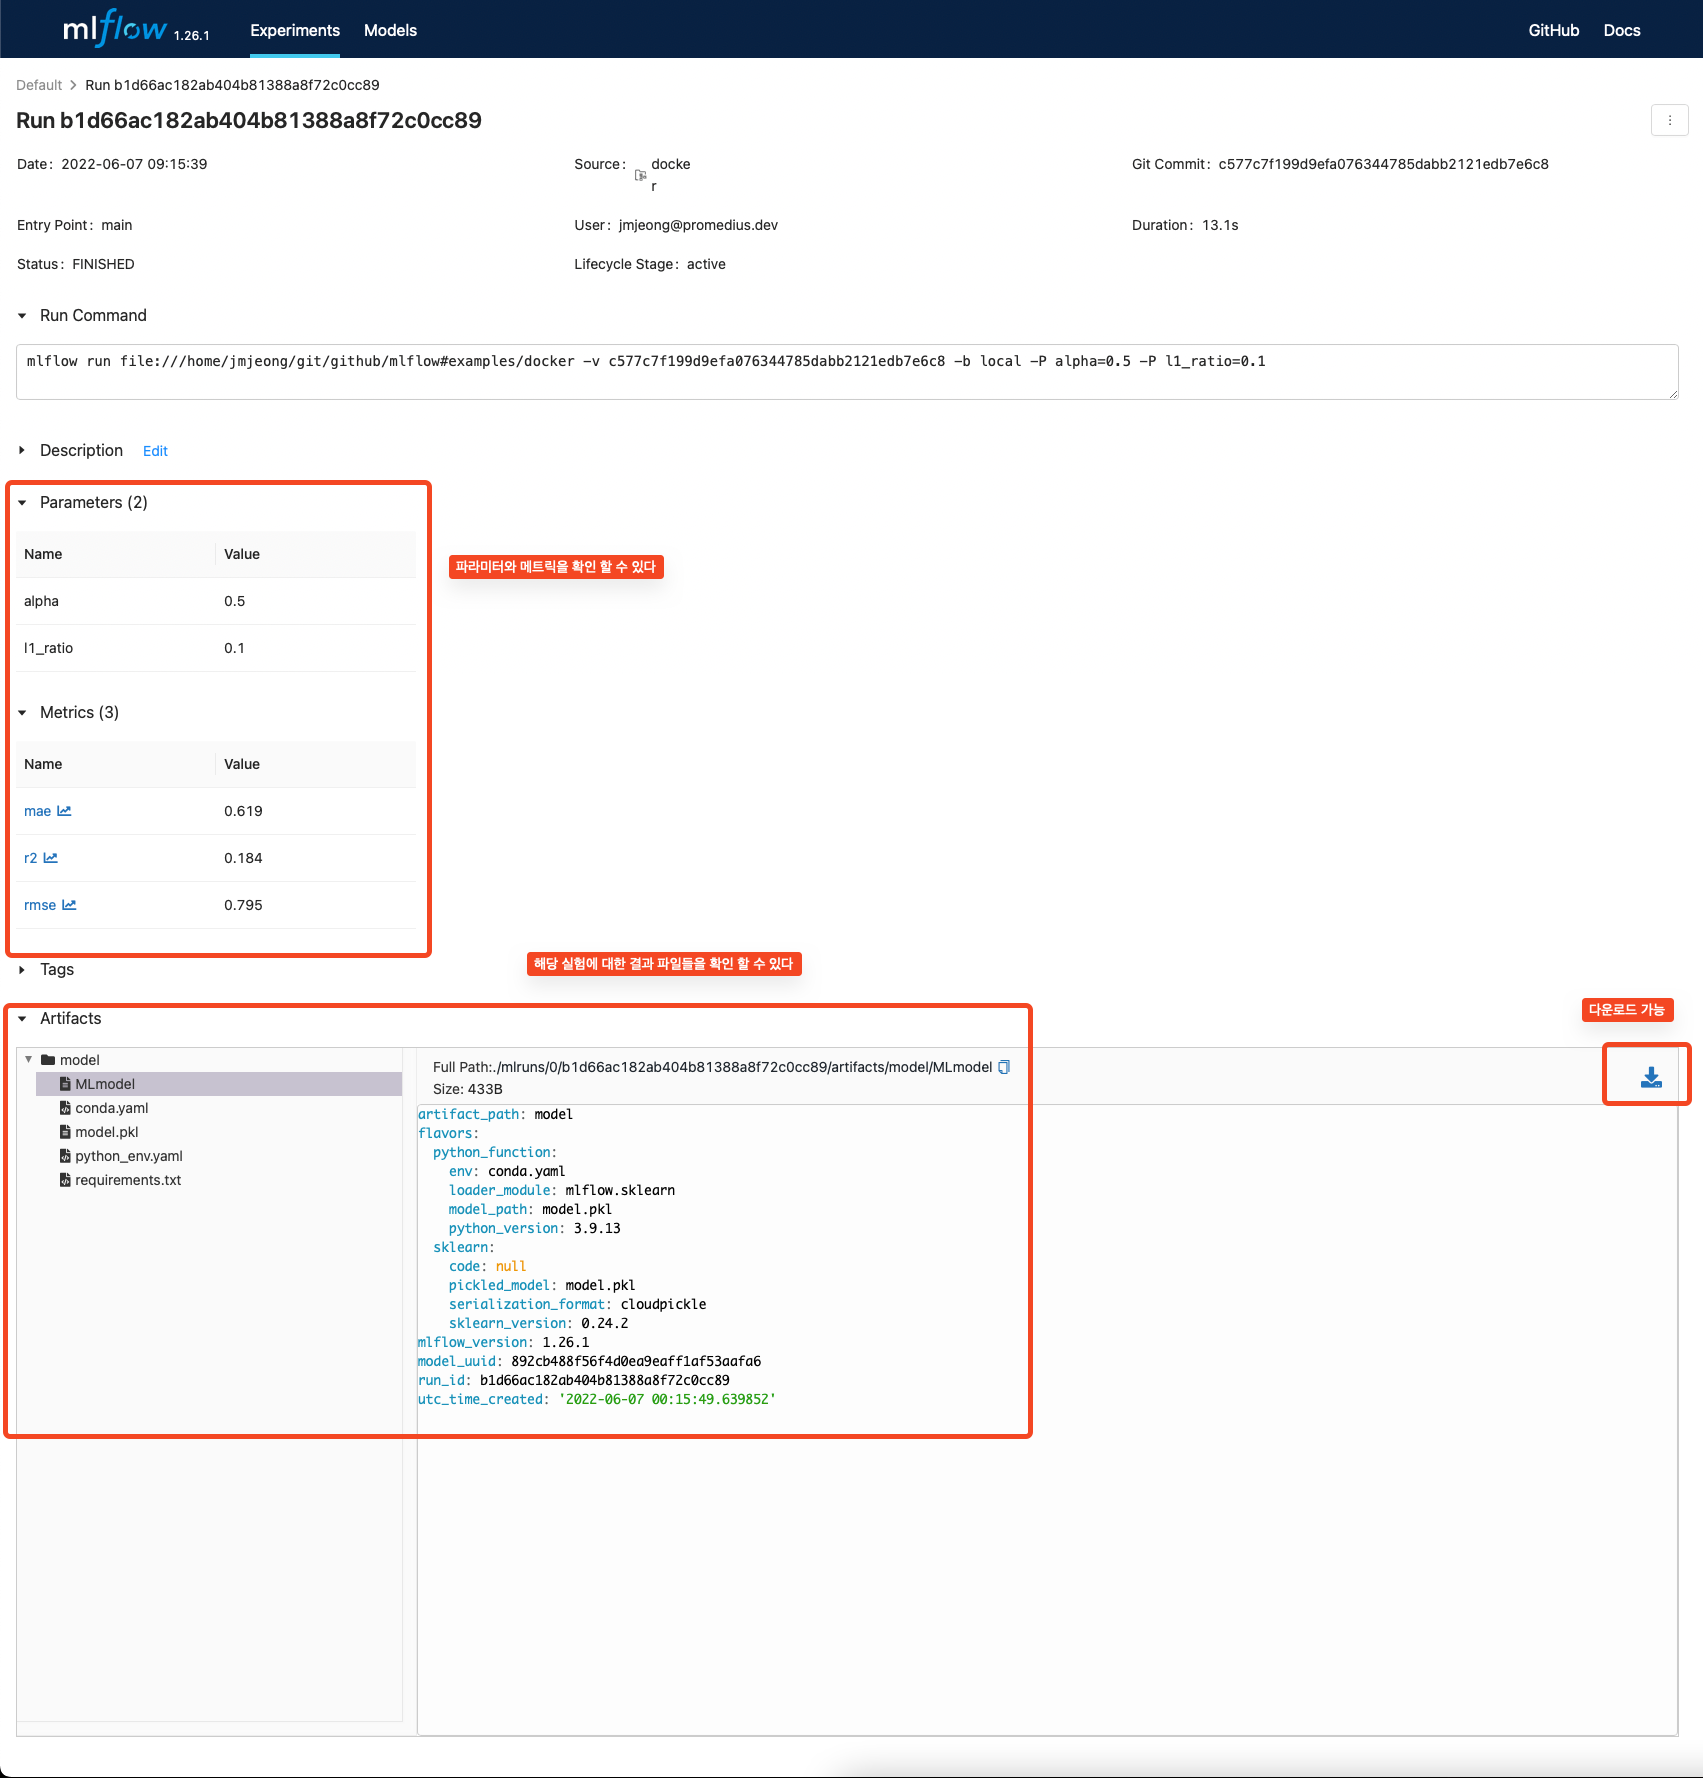 mlflow 1.26.1 Experiments Models GitHub Docs
Default > Run b1d66ac182ab404b81388a8f72c0cc89
Run b1d66ac182ab404b81388a8f72c0cc89
Date: 2022-06-07 09:15:39
Source: docke
r
Git Commit: c577c7f199d9efa076344785dabb2121edb7e6c8
Entry Point: main
User: jmjeong@promedius.dev
Duration: 13.1s
Status: FINISHED
Lifecycle Stage: active
Run Command
mlflow run file:///home/jmjeong/git/github/mlflow#examples/docker -v c577c7f199d9efa076344785dabb2121edb7e6c8 -b local -P alpha=0.5 -P l1_ratio=0.1
Description Edit
Parameters (2)
Name Value
파라미터와 메트릭을 확인 할 수 있다
alpha 0.5
l1_ratio 0.1
Metrics (3)
Name Value
mae 0.619
r2 0.184
rmse 0.795
Tags
해당 실험에 대한 결과 파일들을 확인 할 수 있다
Artifacts
다운로드 가능
model
MLmodel
conda.yaml
model.pkl
python_env.yaml
requirements.txt
Full Path:./mlruns/0/b1d66ac182ab404b81388a8f72c0cc89/artifacts/model/MLmodel
Size: 433B
artifact_path: model
flavors:
python_function:
env: conda.yaml
loader_module: mlflow.sklearn
model_path: model.pkl
python_version: 3.9.13
sklearn:
code: null
pickled_model: model.pkl
serialization_format: cloudpickle
sklearn_version: 0.24.2
mlflow_version: 1.26.1
model_uuid: 892cb488f56f4d0ea9eaff1af53aafa6
run_id: b1d66ac182ab404b81388a8f72c0cc89
utc_time_created: '2022-06-07 00:15:49.639852'